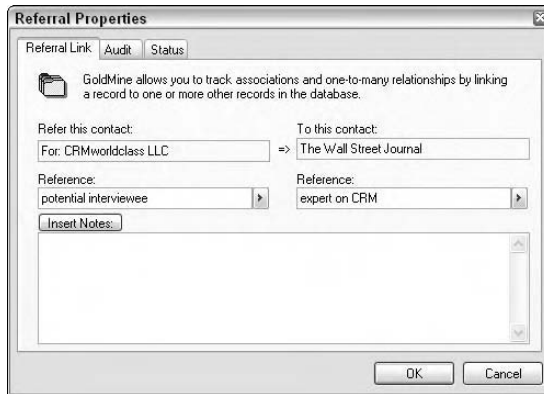 Referral Properties
Referral Link Audit Status
GoldMine allows you to track associations and one-to-many relationships by linking
a record to one or more other records in the database.
Refer this contact: To this contact:
For: CRMworldclass LLC => The Wall Street Journal
Reference: Reference:
potential interviewee expert on CRM
Insert Notes:
OK Cancel